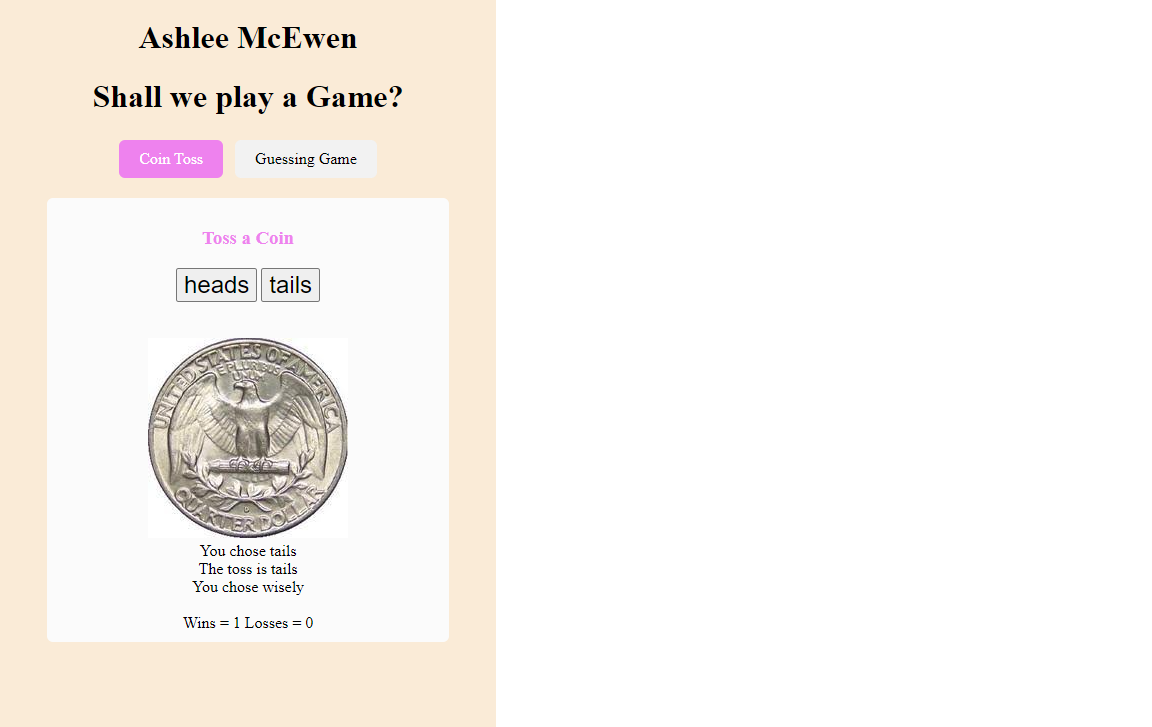 Ashlee McEwen
Shall we play a Game?
Coin Toss Guessing Game
Toss a Coin
heads tails
UNITED STATES OF AMERICA
E PLURIBUS
UNUM
QUARTER DOLLAR
D
You chose tails
The toss is tails
You chose wisely
Wins = 1 Losses = 0